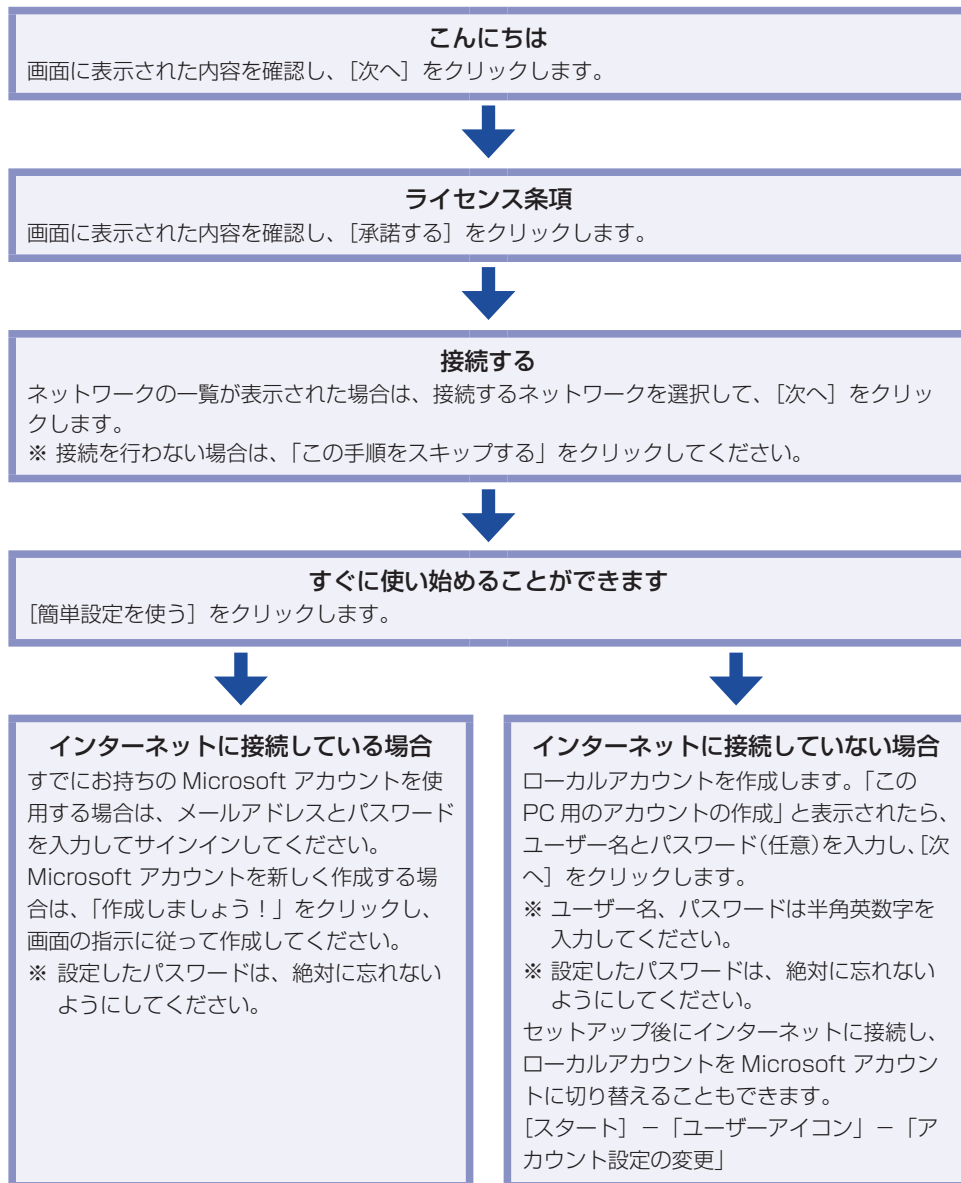 こんにちは
画面に表示された内容を確認し、［次へ］をクリックします。
ライセンス条項
画面に表示された内容を確認し、［承諾する］をクリックします。
接続する
ネットワークの一覧が表示された場合は、接続するネットワークを選択して、［次へ］をクリッ
クします。
※ 接続を行わない場合は、「この手順をスキップする」をクリックしてください。
すぐに使い始めることができます
［簡単設定を使う］をクリックします。
インターネットに接続している場合
すでにお持ちの Microsoft アカウントを使
用する場合は、メールアドレスとパスワード
を入力してサインインしてください。
Microsoft アカウントを新しく作成する場
合は、「作成しましょう！」をクリックし、
画面の指示に従って作成してください。
※ 設定したパスワードは、絶対に忘れない
ようにしてください。
インターネットに接続していない場合
ローカルアカウントを作成します。「この
PC 用のアカウントの作成」と表示されたら、
ユーザー名とパスワード（任意）を入力し、［次
へ］をクリックします。
※ ユーザー名、パスワードは半角英数字を
入力してください。
※ 設定したパスワードは、絶対に忘れない
ようにしてください。
セットアップ後にインターネットに接続し、
ローカルアカウントを Microsoft アカウン
トに切り替えることもできます。
［スタート］－「ユーザーアイコン」－「ア
カウント設定の変更」